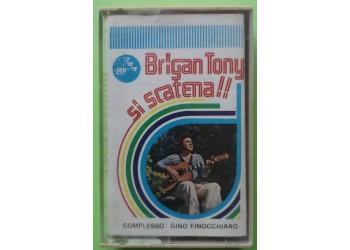 Brigan Tony
si scatena!!
COMPLESSO: GINO FINOCCHIARO